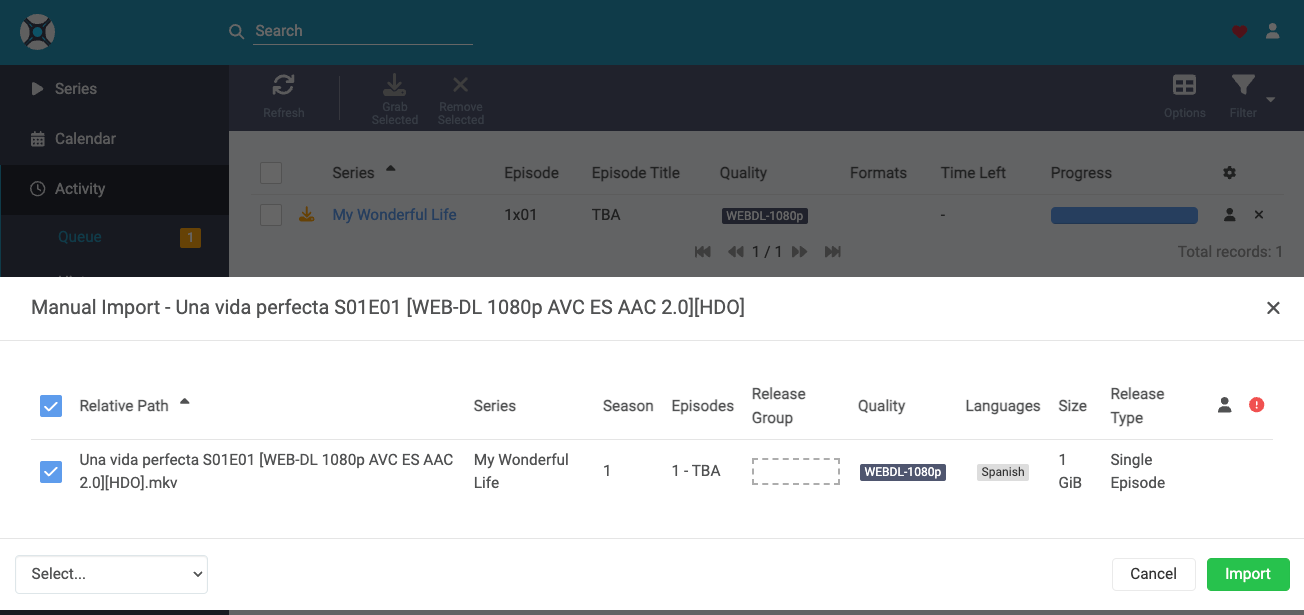 Search
Series
Calendar
Activity
Queue 1
Refresh
Grab Selected
Remove Selected
Options
Filter
Series Episode Episode Title Quality Formats Time Left Progress
My Wonderful Life 1x01 TBA WEBDL-1080p -
1 / 1
Total records: 1
Manual Import - Una vida perfecta S01E01 [WEB-DL 1080p AVC ES AAC 2.0][HDO]
Relative Path Series Season Episodes Release Group Quality Languages Size Release Type
Una vida perfecta S01E01 [WEB-DL 1080p AVC ES AAC 2.0][HDO].mkv My Wonderful Life 1 1 - TBA WEBDL-1080p Spanish 1 GiB Single Episode
Select...
Cancel
Import